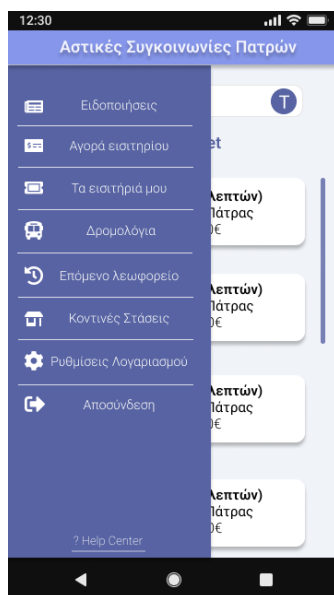 12:30
Αστικές Συγκοινωνίες Πατρών
T
Ειδοποιήσεις
Αγορά εισιτηρίου
et
Τα εισιτήριά μου
λεπτών)
Πάτρας
0€
Δρομολόγια
Επόμενο λεωφορείο
λεπτών)
Πάτρας
0€
Κοντινές Στάσεις
Ρυθμίσεις Λογαριασμού
λεπτών)
Πάτρας
0€
Αποσύνδεση
λεπτών)
Πάτρας
0€
? Help Center